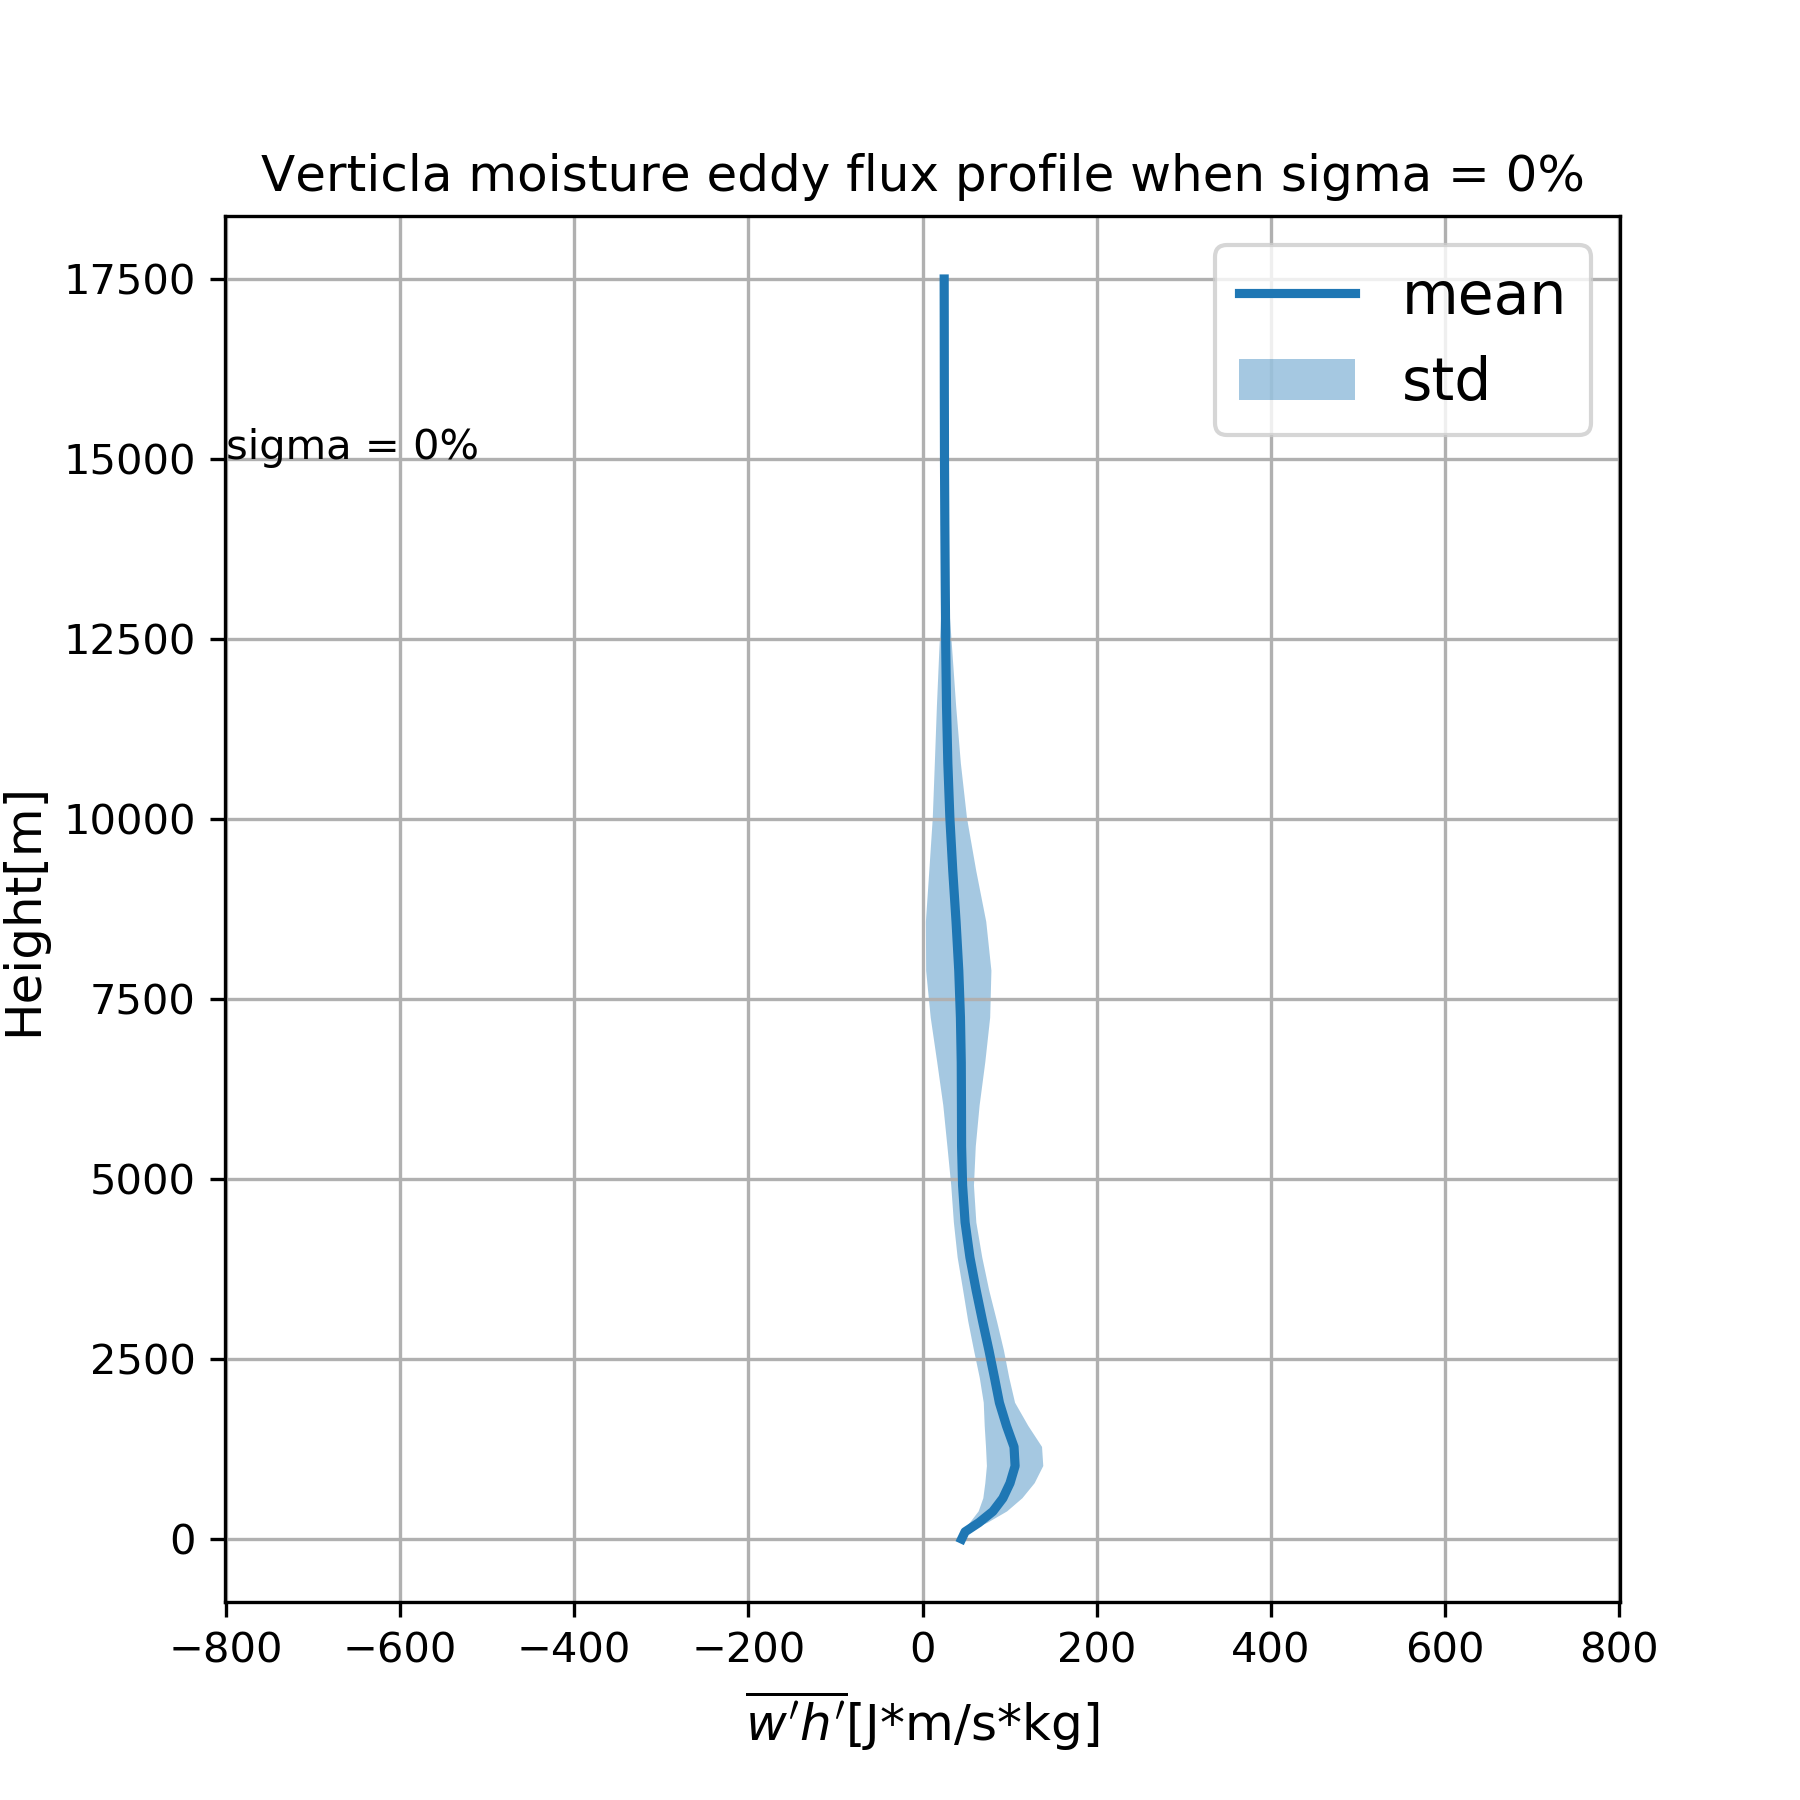 Verticla moisture eddy flux profile when sigma = 0%
mean
std
sigma = 0%
17500
15000
12500
10000
7500
5000
2500
0
Height[m]
−800 −600 −400 −200 0 200 400 600 800
w′h′[J*m/s*kg]